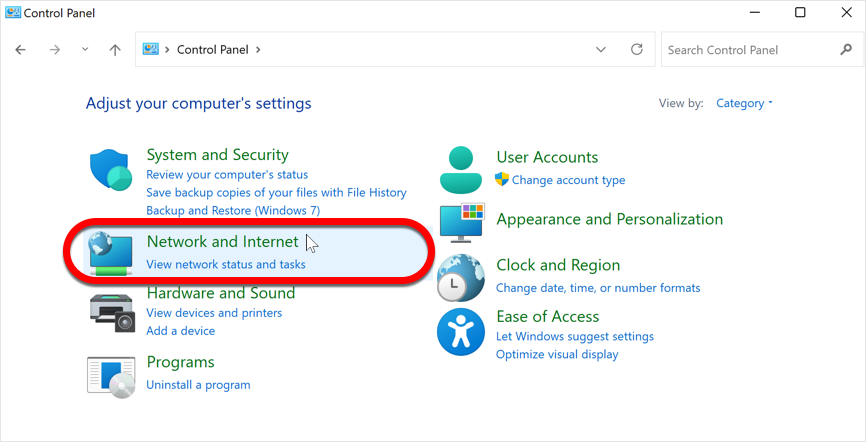 Control Panel
Control Panel
Search Control Panel
Adjust your computer's settings
View by: Category
System and Security
Review your computer's status
Save backup copies of your files with File History
Backup and Restore (Windows 7)
Network and Internet
View network status and tasks
Hardware and Sound
View devices and printers
Add a device
Programs
Uninstall a program
User Accounts
Change account type
Appearance and Personalization
Clock and Region
Change date, time, or number formats
Ease of Access
Let Windows suggest settings
Optimize visual display